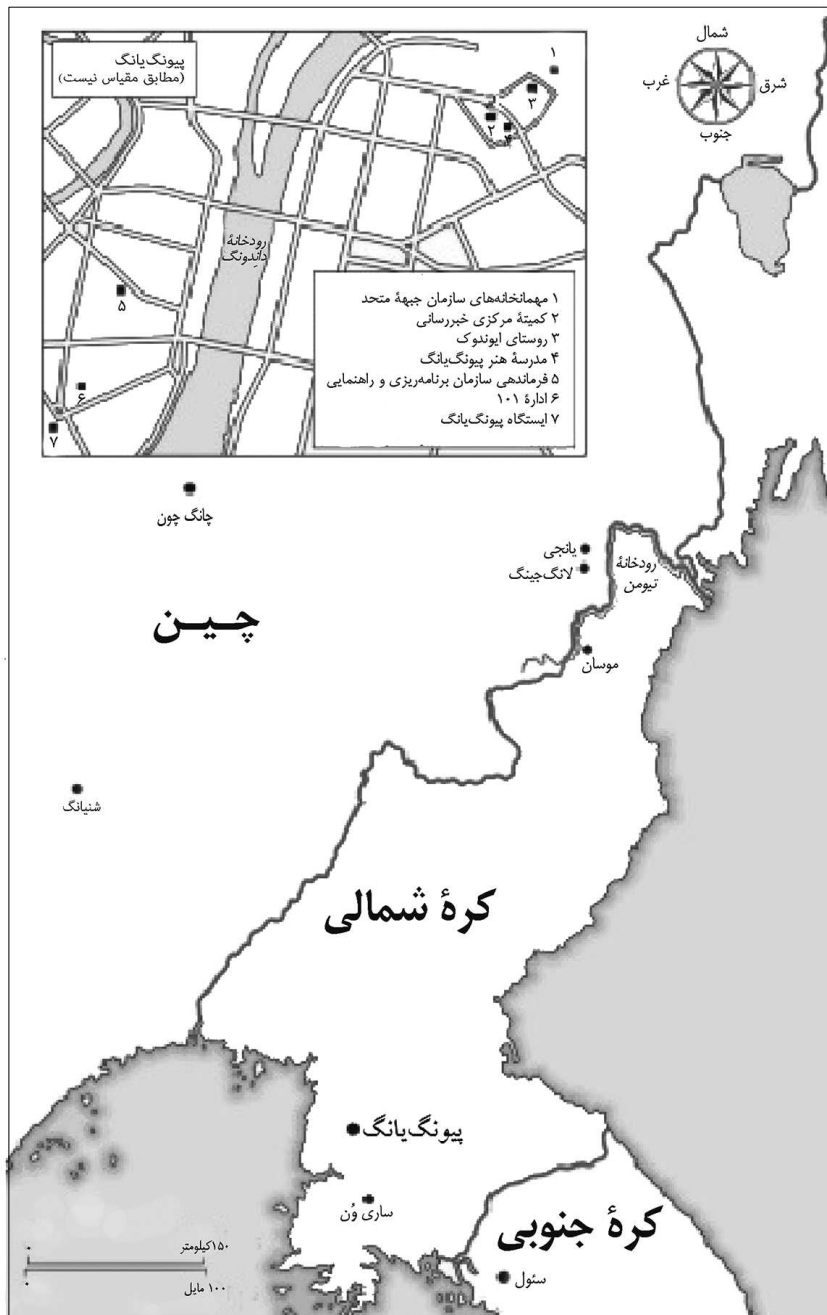 پیونگ‌یانگ
(مطابق مقیاس نیست)
شمال
شرق
غرب
جنوب
۱
۳
۲
۴
رودخانهٔ
داندونگ
۵
۶
۷
۱ مهمانخانه‌های سازمان جبههٔ متحد
۲ کمیتهٔ مرکزی خبررسانی
۳ روستای ایوندوک
۴ مدرسهٔ هنر پیونگ‌یانگ
۵ فرماندهی سازمان برنامه‌ریزی و راهنمایی
۶ ادارهٔ ۱۰۱
۷ ایستگاه پیونگ‌یانگ
چانگ چون
یانجی
لانگ‌جینگ
رودخانهٔ
تیومن
چـیـن
موسان
شنیانگ
کرهٔ شمالی
پیونگ‌یانگ
ساری وُن
کرهٔ جنوبی
سئول
۱۵۰کیلومتر
۱۰۰ مایل